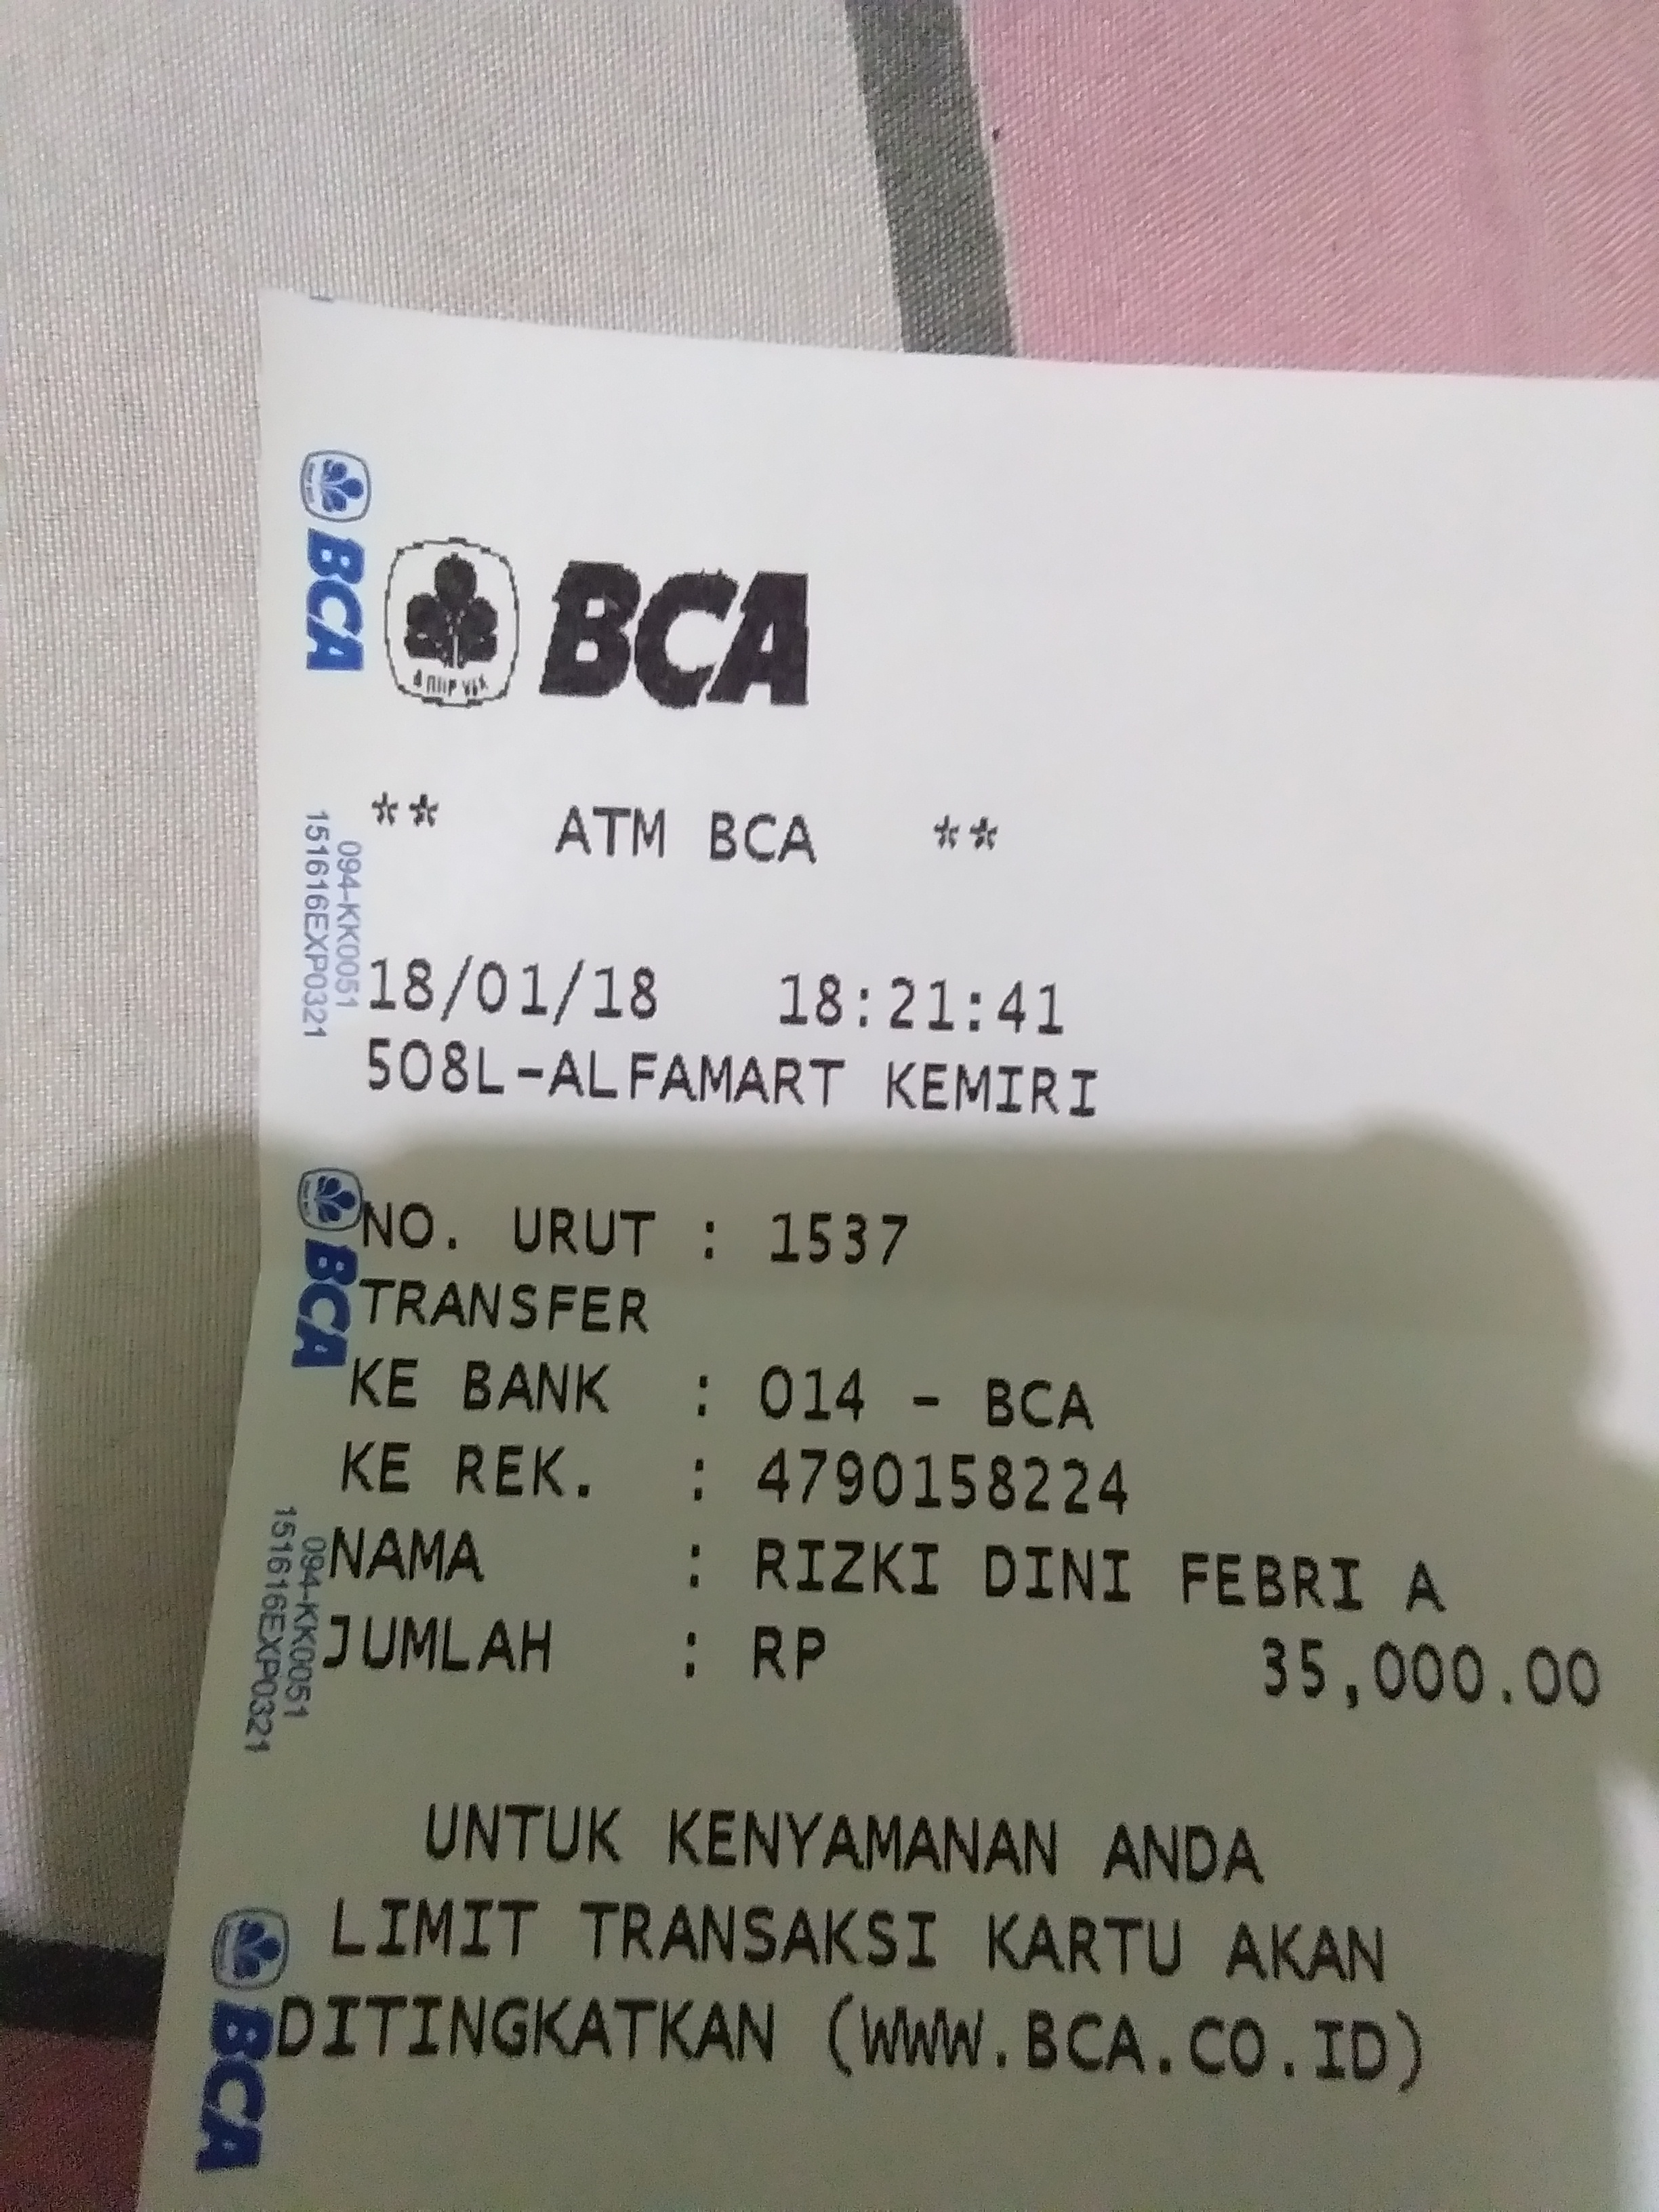 BCA
** ATM BCA **
18/01/18 18:21:41
508L-ALFAMART KEMIRI
NO. URUT : 1537
TRANSFER
KE BANK : 014 - BCA
KE REK. : 4790158224
NAMA : RIZKI DINI FEBRI A
JUMLAH : RP 35,000.00
UNTUK KENYAMANAN ANDA
LIMIT TRANSAKSI KARTU AKAN
DITINGKATKAN (WWW.BCA.CO.ID)
BCA
094-KK0051
151616EXP0321
BCA
094-KK0051
151616EXP0321
BCA